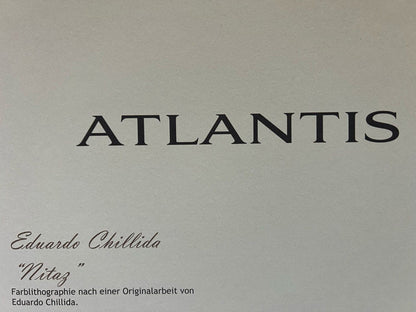 ATLANTIS
Eduardo Chillida
"Nitaz"
Farblithographie nach einer Originalarbeit von
Eduardo Chillida.